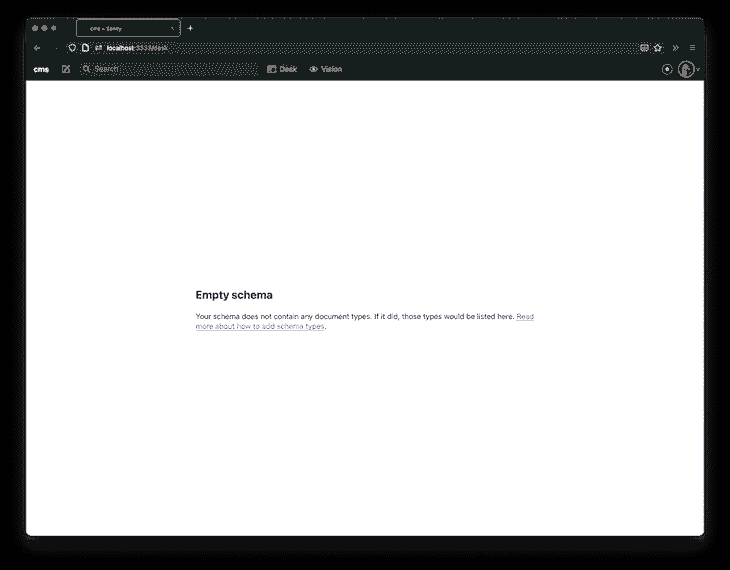 cms – Sanity
localhost:3333/desk
cms Search Desk Vision
Empty schema
Your schema does not contain any document types. If it did, those types would be listed here. Read
more about how to add schema types.